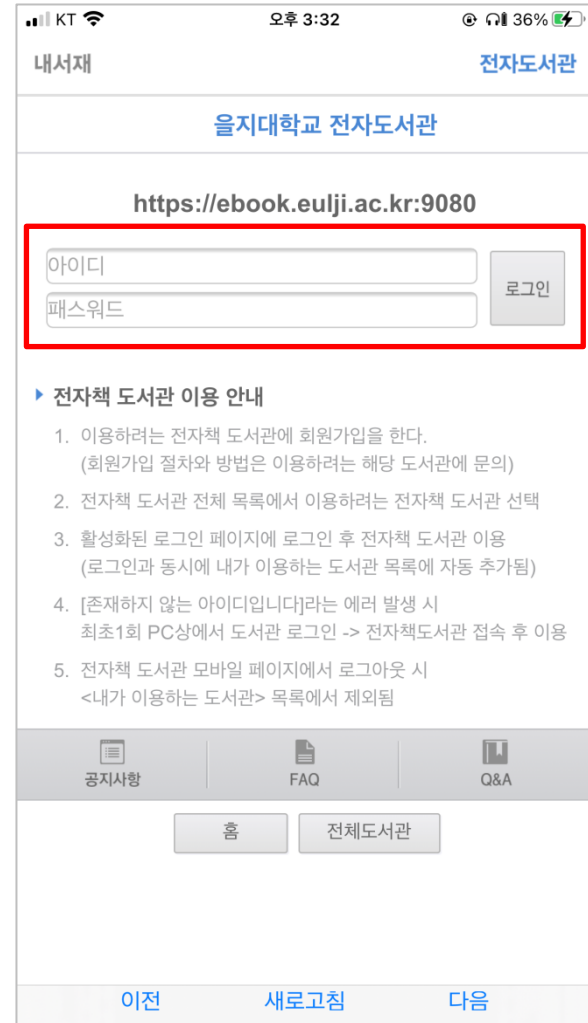 KT 오후 3:32 36%
내서재 전자도서관
을지대학교 전자도서관
https://ebook.eulji.ac.kr:9080
아이디
패스워드
로그인
전자책 도서관 이용 안내
1. 이용하려는 전자책 도서관에 회원가입을 한다.
(회원가입 절차와 방법은 이용하려는 해당 도서관에 문의)
2. 전자책 도서관 전체 목록에서 이용하려는 전자책 도서관 선택
3. 활성화된 로그인 페이지에 로그인 후 전자책 도서관 이용
(로그인과 동시에 내가 이용하는 도서관 목록에 자동 추가됨)
4. [존재하지 않는 아이디입니다]라는 에러 발생 시
최초1회 PC상에서 도서관 로그인 -> 전자책도서관 접속 후 이용
5. 전자책 도서관 모바일 페이지에서 로그아웃 시
<내가 이용하는 도서관> 목록에서 제외됨
공지사항 FAQ Q&A
홈 전체도서관
이전 새로고침 다음